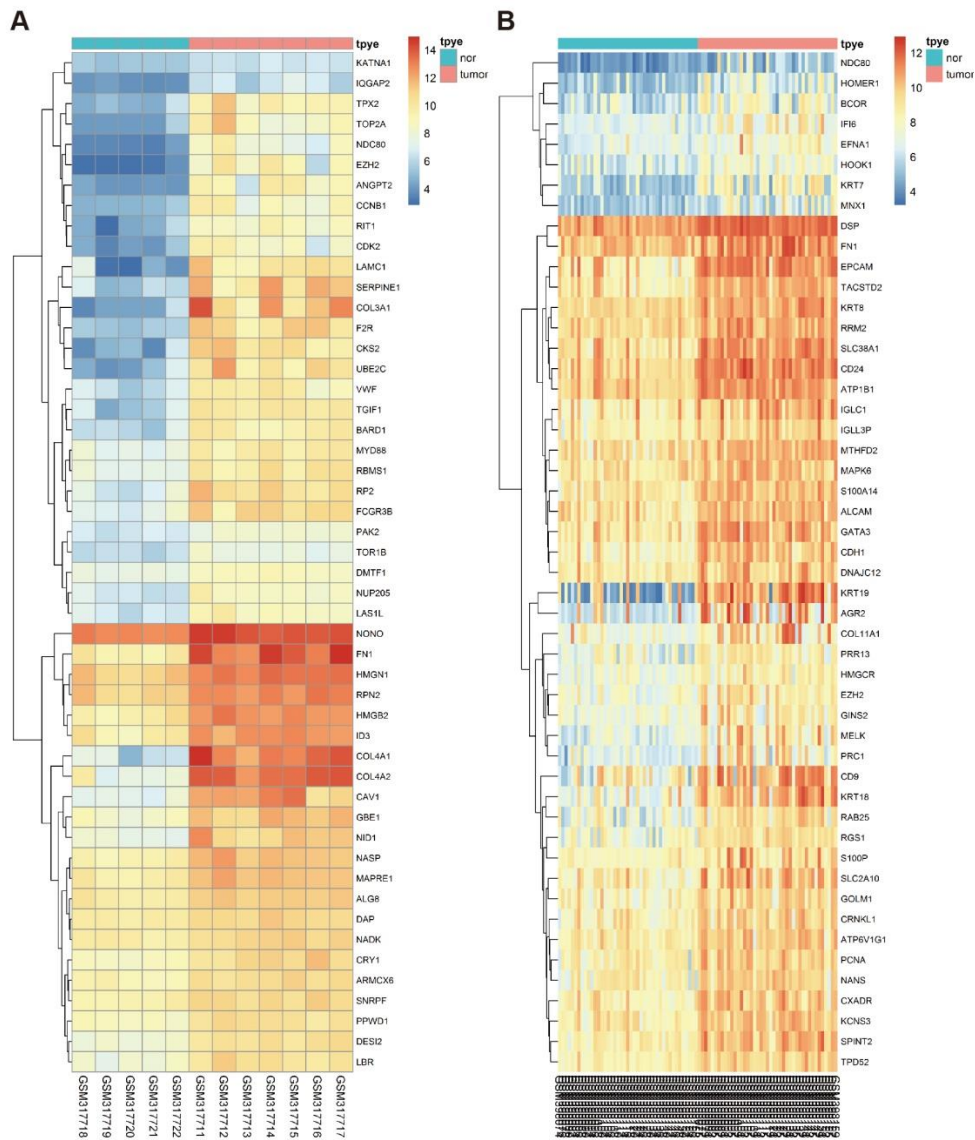 A
tpye
KATNA1
IQGAP2
TPX2
TOP2A
NDC80
EZH2
ANGPT2
CCNB1
RIT1
CDK2
LAMC1
SERPINE1
COL3A1
F2R
CKS2
UBE2C
VWF
TGIF1
BARD1
MYD88
RBMS1
RP2
FCGR3B
PAK2
TOR1B
DMTF1
NUP205
LAS1L
NONO
FN1
HMGN1
RPN2
HMGB2
ID3
COL4A1
COL4A2
CAV1
GBE1
NID1
NASP
MAPRE1
ALG8
DAP
NADK
CRY1
ARMCX6
SNRPF
PPWD1
DESI2
LBR
GSM317718
GSM317719
GSM317720
GSM317721
GSM317722
GSM317711
GSM317712
GSM317713
GSM317714
GSM317715
GSM317716
GSM317717
14
12
10
8
6
4
tpye
nor
tumor
B
tpye
NDC80
HOMER1
BCOR
IFI6
EFNA1
HOOK1
KRT7
MNX1
DSP
FN1
EPCAM
TACSTD2
KRT8
RRM2
SLC38A1
CD24
ATP1B1
IGLC1
IGLL3P
MTHFD2
MAPK6
S100A14
ALCAM
GATA3
CDH1
DNAJC12
KRT19
AGR2
COL11A1
PRR13
HMGCR
EZH2
GINS2
MELK
PRC1
CD9
KRT18
RAB25
RGS1
S100P
SLC2A10
GOLM1
CRNKL1
ATP6V1G1
PCNA
NANS
CXADR
KCNS3
SPINT2
TPD52
12
10
8
6
4
tpye
nor
tumor